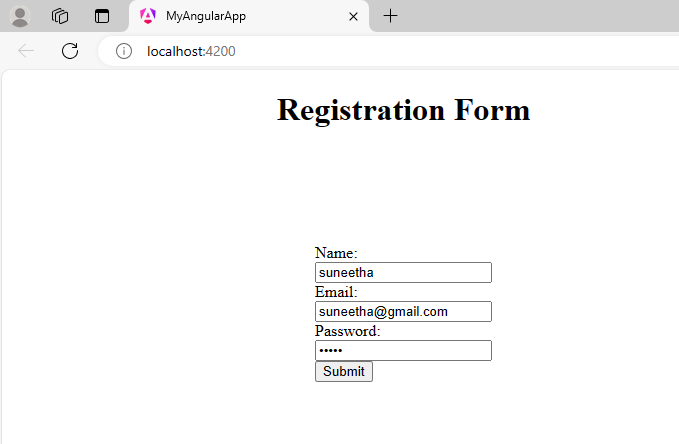 MyAngularApp
localhost:4200
Registration Form
Name:
suneetha
Email:
suneetha@gmail.com
Password:
•••••
Submit